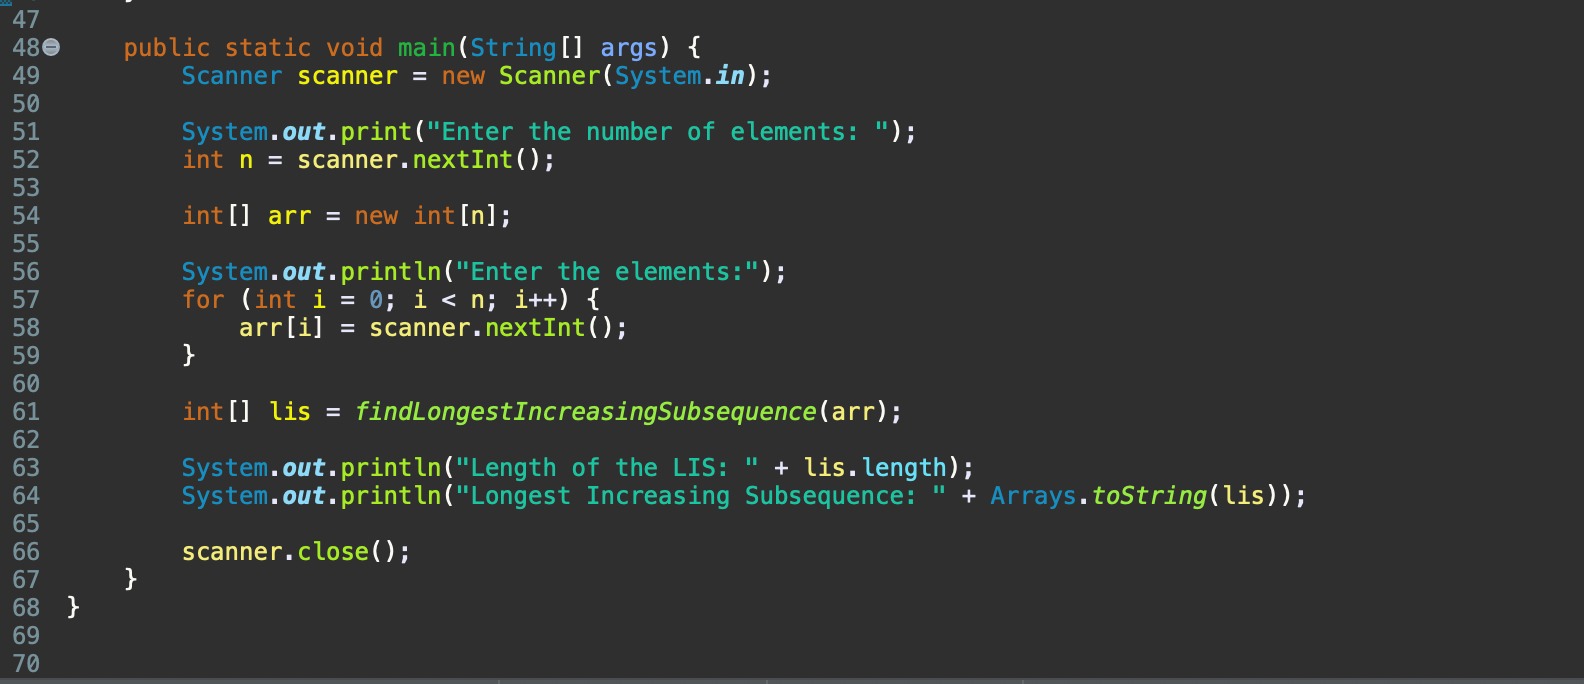 47
48 public static void main(String[] args) {
49 Scanner scanner = new Scanner(System.in);
50
51 System.out.print("Enter the number of elements: ");
52 int n = scanner.nextInt();
53
54 int[] arr = new int[n];
55
56 System.out.println("Enter the elements:");
57 for (int i = 0; i < n; i++) {
58 arr[i] = scanner.nextInt();
59 }
60
61 int[] lis = findLongestIncreasingSubsequence(arr);
62
63 System.out.println("Length of the LIS: " + lis.length);
64 System.out.println("Longest Increasing Subsequence: " + Arrays.toString(lis));
65
66 scanner.close();
67 }
68 }
69
70